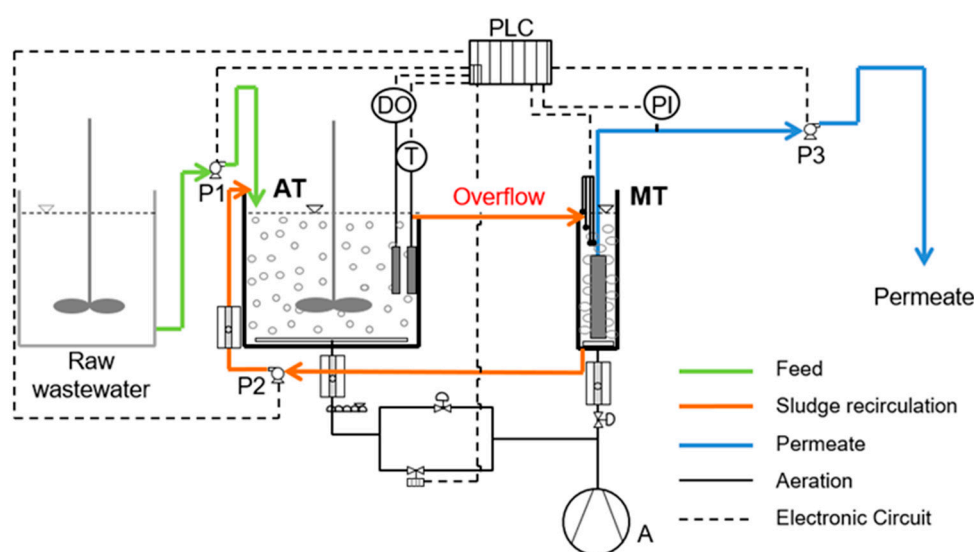 PLC
DO
PI
T
P1
P3
AT
Overflow
MT
Permeate
Raw
wastewater
P2
Feed
Sludge recirculation
Permeate
Aeration
A
Electronic Circuit